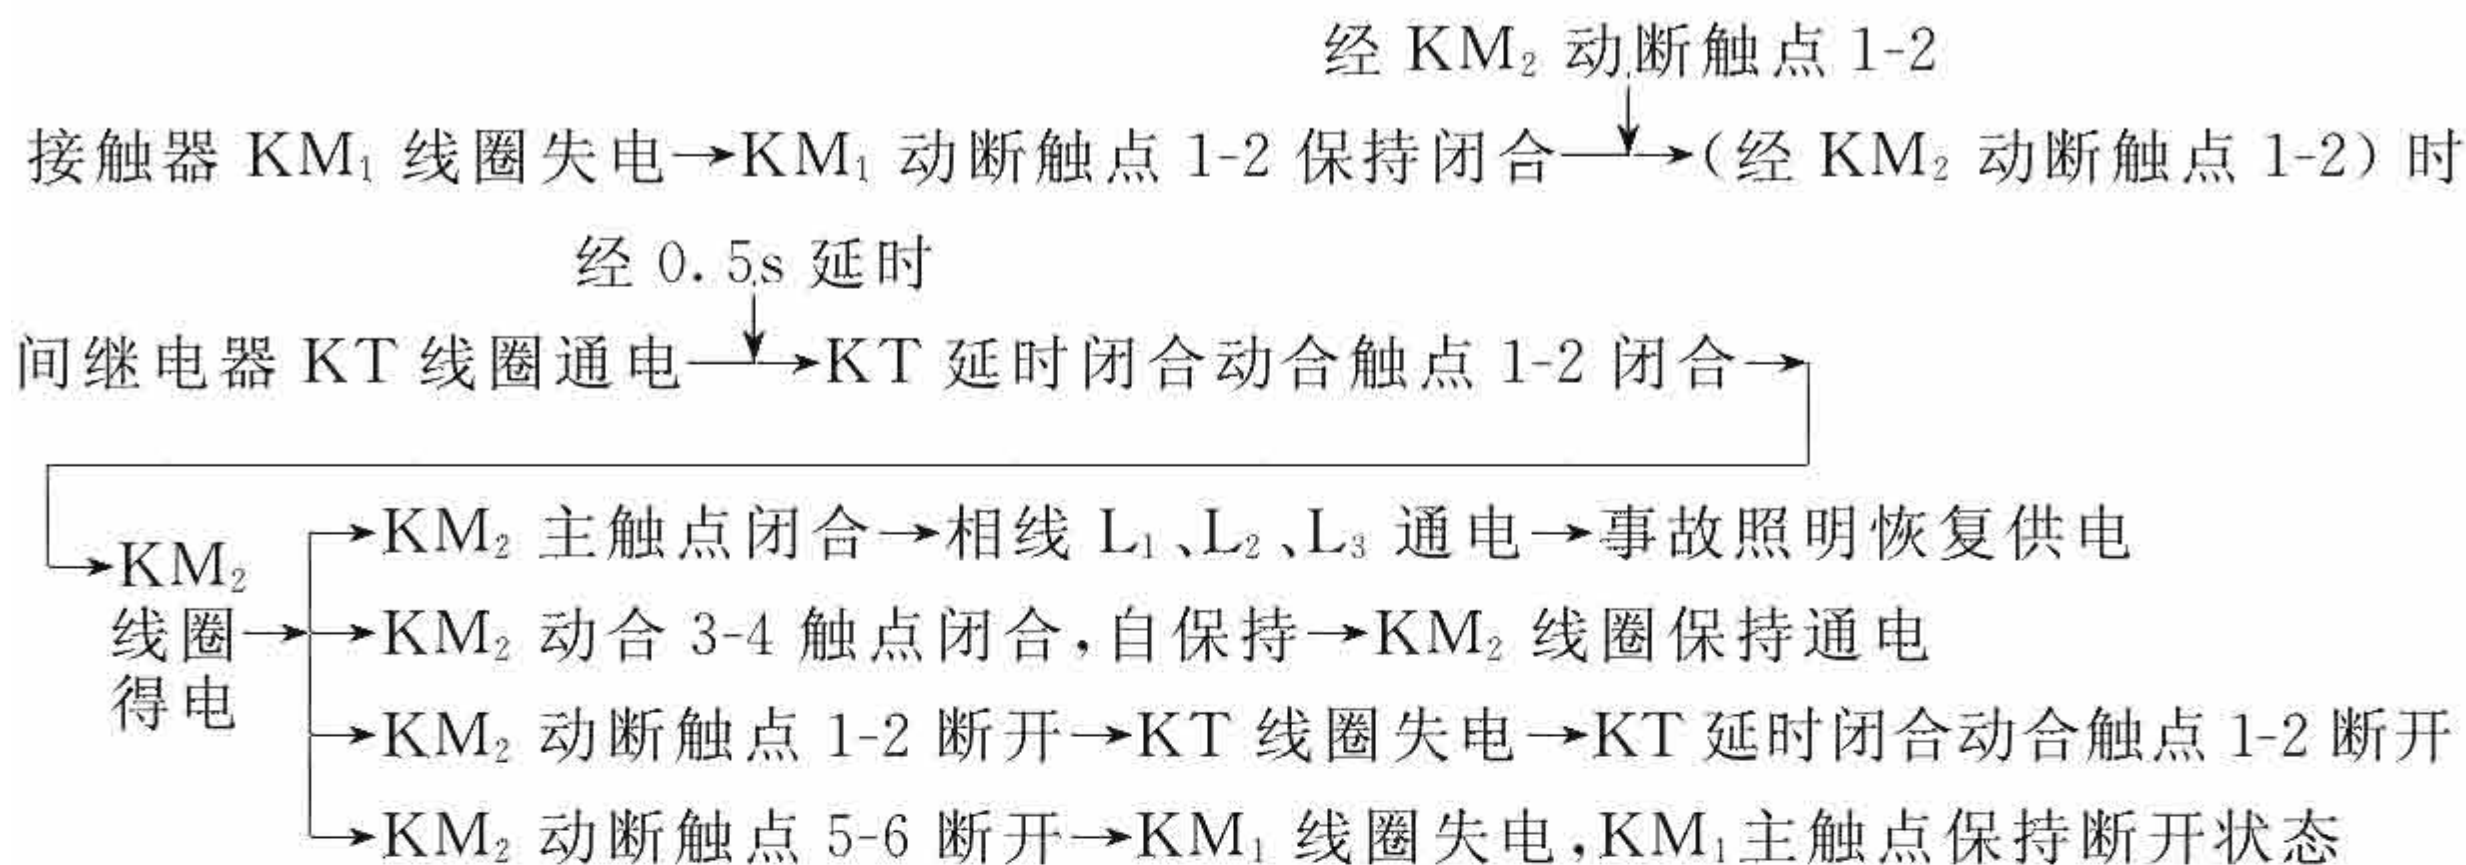 经 KM₂ 动断触点 1-2
接触器 KM₁ 线圈失电→KM₁ 动断触点 1-2 保持闭合→(经 KM₂ 动断触点 1-2) 时
经 0.5s 延时
间继电器 KT 线圈通电→KT 延时闭合动合触点 1-2 闭合→
→KM₂ 主触点闭合→相线 L₁、L₂、L₃ 通电→事故照明恢复供电
→KM₂
线圈→
得电
→KM₂ 动合 3-4 触点闭合,自保持→KM₂ 线圈保持通电
→KM₂ 动断触点 1-2 断开→KT 线圈失电→KT 延时闭合动合触点 1-2 断开
→KM₂ 动断触点 5-6 断开→KM₁ 线圈失电,KM₁主触点保持断开状态